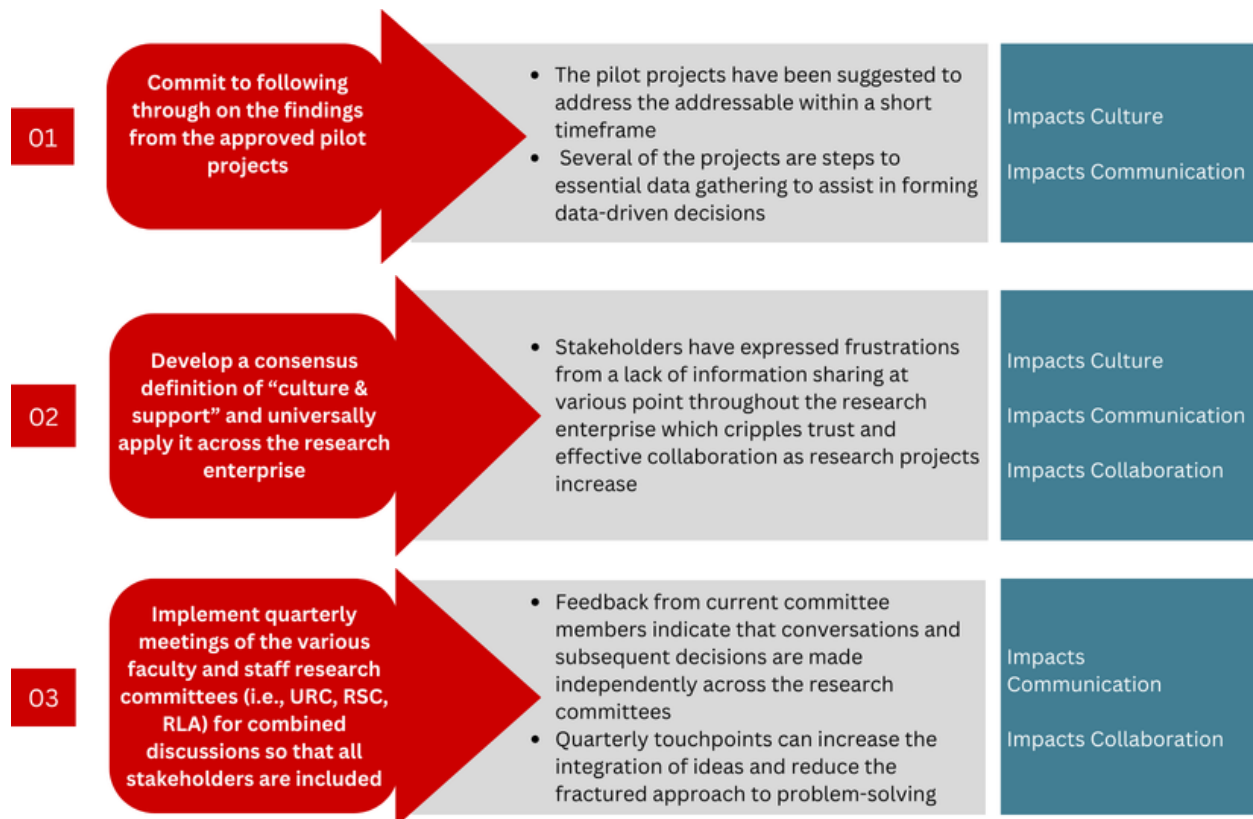 01
Commit to following
through on the findings
from the approved pilot
projects
• The pilot projects have been suggested to
address the addressable within a short
timeframe
• Several of the projects are steps to
essential data gathering to assist in forming
data-driven decisions
Impacts Culture
Impacts Communication
02
Develop a consensus
definition of “culture &
support” and universally
apply it across the research
enterprise
• Stakeholders have expressed frustrations
from a lack of information sharing at
various point throughout the research
enterprise which cripples trust and
effective collaboration as research projects
increase
Impacts Culture
Impacts Communication
Impacts Collaboration
03
Implement quarterly
meetings of the various
faculty and staff research
committees (i.e., URC, RSC,
RLA) for combined
discussions so that all
stakeholders are included
• Feedback from current committee
members indicate that conversations and
subsequent decisions are made
independently across the research
committees
• Quarterly touchpoints can increase the
integration of ideas and reduce the
fractured approach to problem-solving
Impacts
Communication
Impacts Collaboration